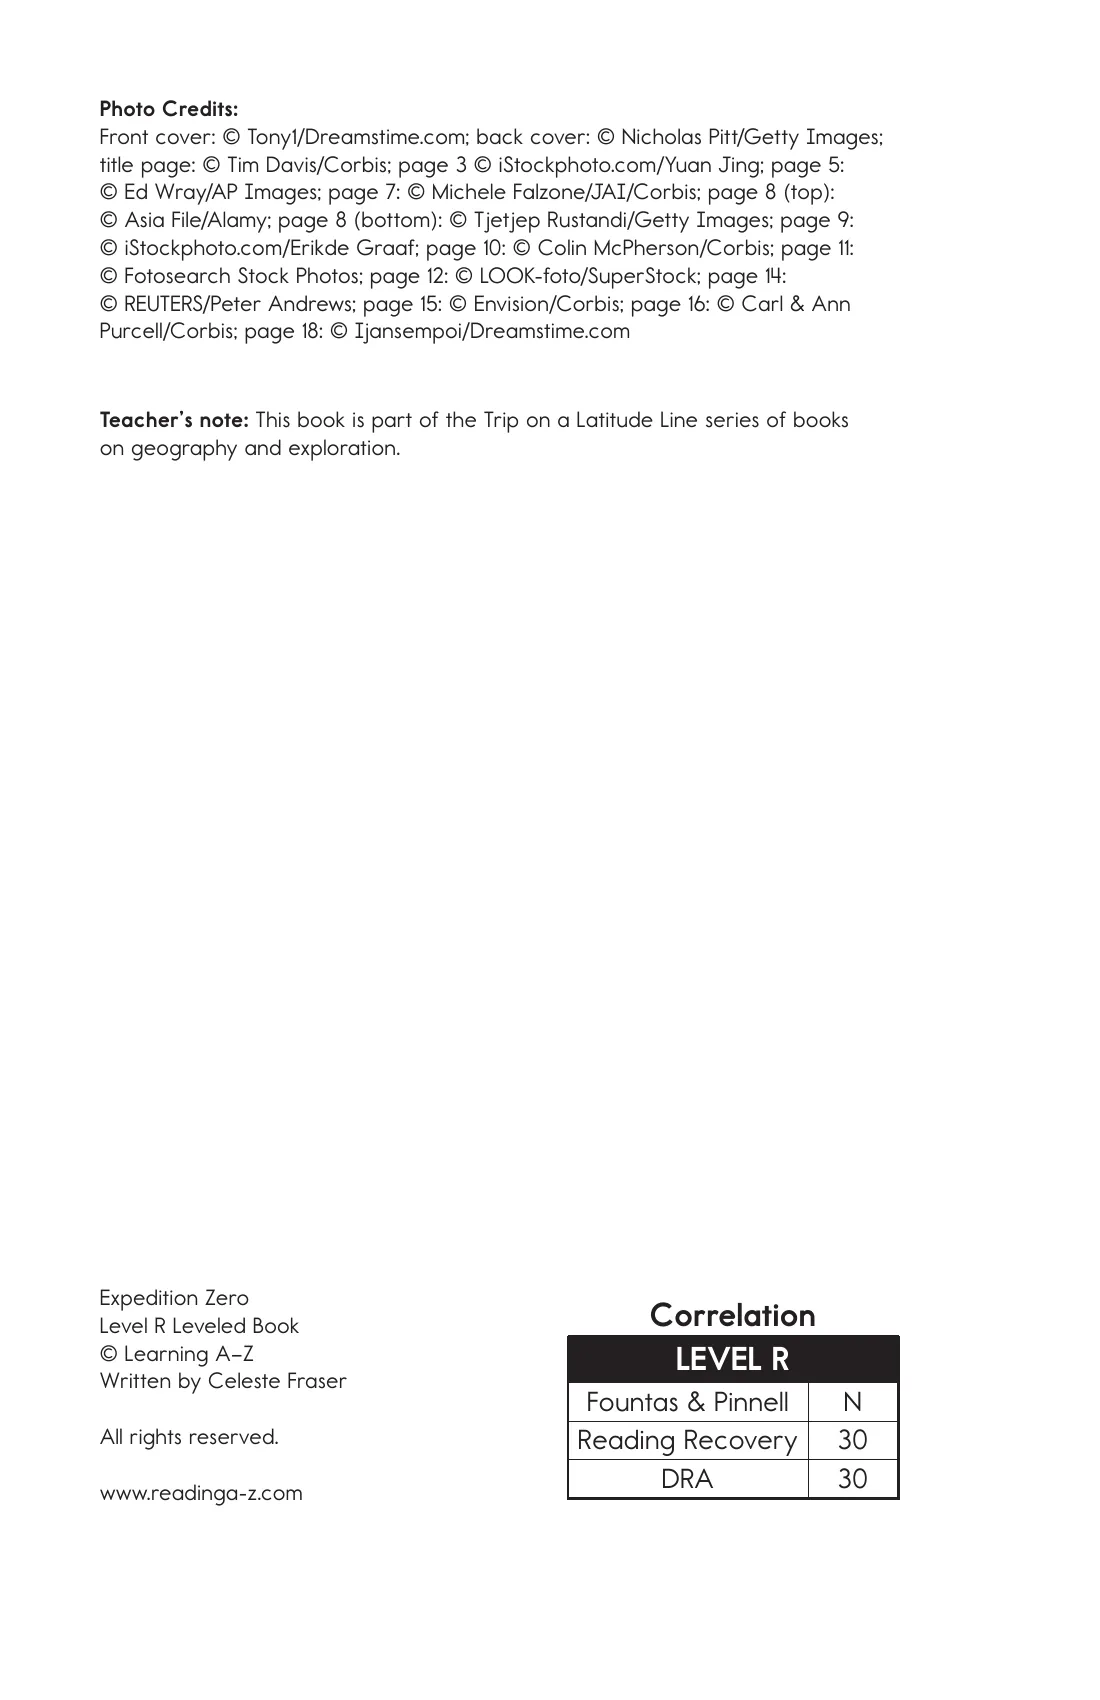 Photo Credits:
Front cover: © Tony1/Dreamstime.com; back cover: © Nicholas Pitt/Getty Images;
title page: © Tim Davis/Corbis; page 3 © iStockphoto.com/Yuan Jing; page 5:
© Ed Wray/AP Images; page 7: © Michele Falzone/JAI/Corbis; page 8 (top):
© Asia File/Alamy; page 8 (bottom): © Tjetjep Rustandi/Getty Images; page 9:
© iStockphoto.com/Erikde Graaf; page 10: © Colin McPherson/Corbis; page 11:
© Fotosearch Stock Photos; page 12: © LOOK-foto/SuperStock; page 14:
© REUTERS/Peter Andrews; page 15: © Envision/Corbis; page 16: © Carl & Ann
Purcell/Corbis; page 18: © Ijansempoi/Dreamstime.com
Teacher's note: This book is part of the Trip on a Latitude Line series of books
on geography and exploration.
Expedition Zero
Level R Leveled Book
© Learning A–Z
Written by Celeste Fraser
All rights reserved.
www.readinga-z.com
Correlation
LEVEL R
Fountas & Pinnell N
Reading Recovery 30
DRA 30